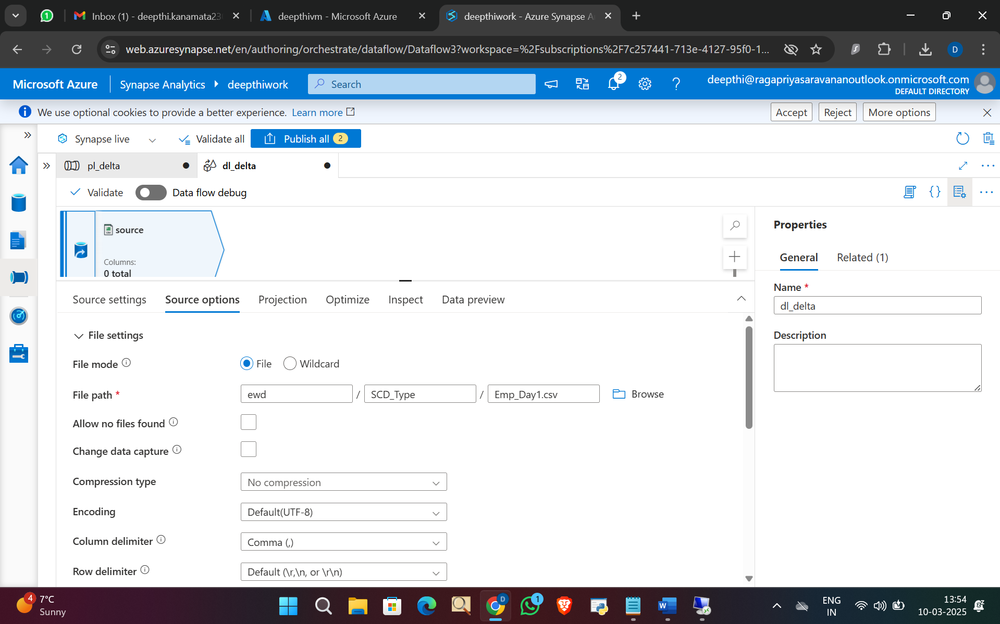 1
Inbox (1) - deepthi.kanamata23
deepthivm - Microsoft Azure
deepthiwork - Azure Synapse A
web.azuresynapse.net/en/authoring/orchestrate/dataflow/Dataflow3?workspace=%2Fsubscriptions%2F7c257441-713e-4127-95f0-1...
D
Microsoft Azure
Synapse Analytics
deepthiwork
Search
2
deepthi@ragapriyasaravananoutlook.onmicrosoft.com
DEFAULT DIRECTORY
We use optional cookies to provide a better experience. Learn more
Accept
Reject
More options
Synapse live
Validate all
Publish all 2
pl_delta
dl_delta
Validate
Data flow debug
source
Columns:
0 total
Properties
General
Related (1)
Name *
dl_delta
Description
Source settings
Source options
Projection
Optimize
Inspect
Data preview
File settings
File mode
File
Wildcard
File path *
ewd / SCD_Type / Emp_Day1.csv
Browse
Allow no files found
Change data capture
Compression type
No compression
Encoding
Default(UTF-8)
Column delimiter
Comma (,)
Row delimiter
Default (\r,\n, or \r\n)
4
7°C
Sunny
D
1
ENG
IN
13:54
10-03-2025